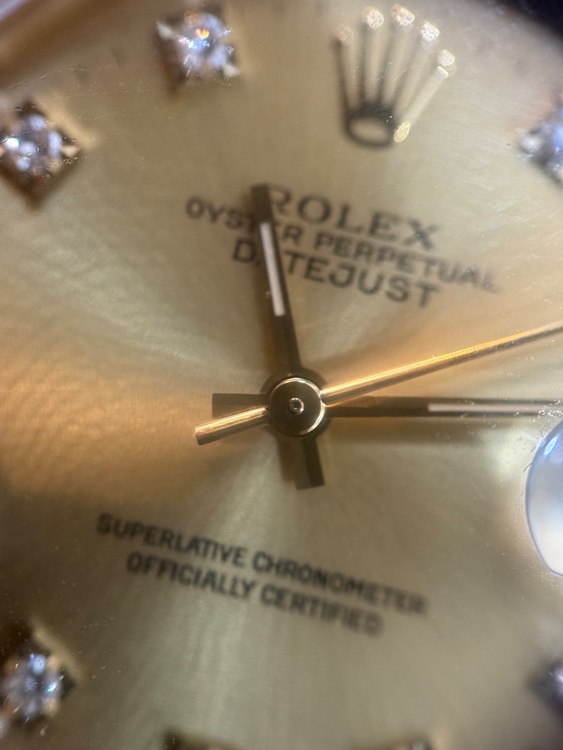 ROLEX
OYSTER PERPETUAL
DATEJUST
SUPERLATIVE CHRONOMETER
OFFICIALLY CERTIFIED